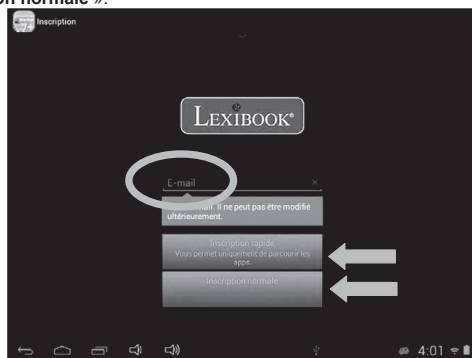 on normale ».
Inscription
LEXIBOOK®
E-mail
mail. Il ne peut pas être modifié
ultérieurement.
Inscription rapide
Vous permet uniquement de parcourir les
apps.
Inscription normale
4:01